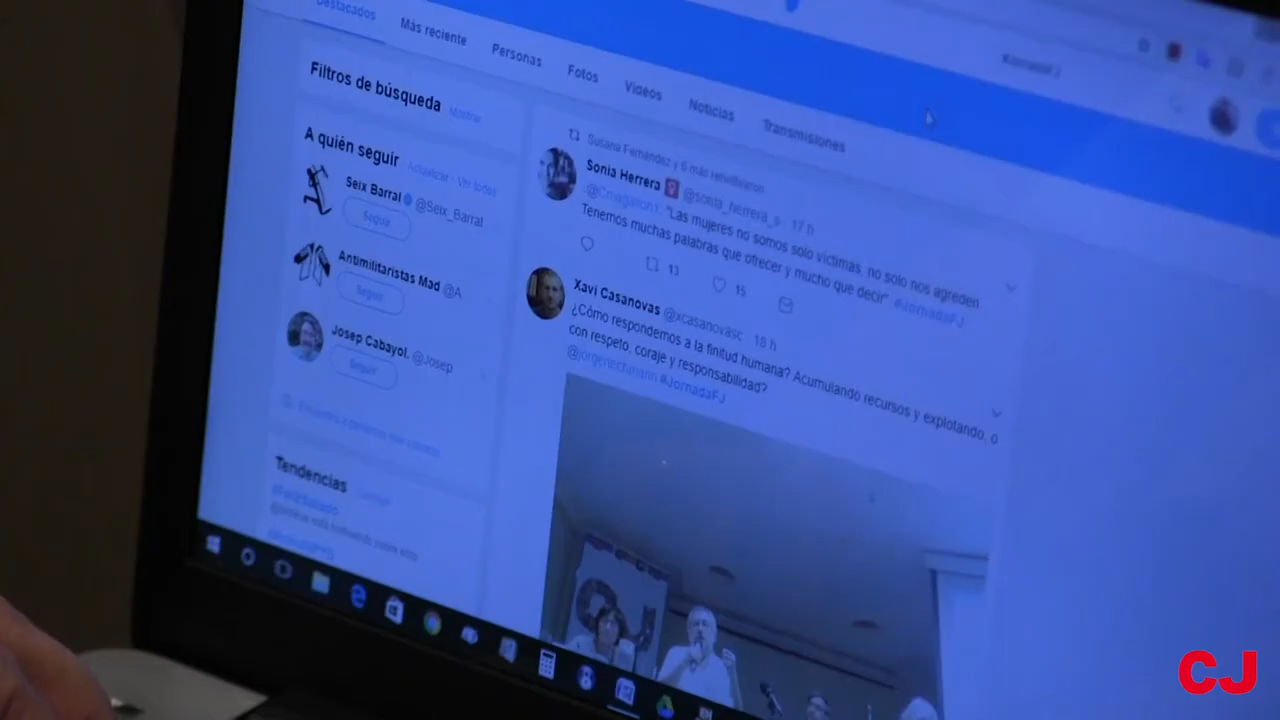 Destacados
Más reciente
Personas
Fotos
Vídeos
Noticias
Transmisiones
#JornadaFJ
Filtros de búsqueda Mostrar
A quién seguir Actualizar · Ver todos
Seix Barral @Seix_Barral
Seguir
Antimilitaristas Mad @A
Seguir
Josep Cabayol. @Josep
Seguir
Tendencias
Susana Fernández y 6 más retwittearon
Sonia Herrera @sonia_herrera_s · 17 h
"Las mujeres no somos solo víctimas, no solo nos agreden
Tenemos muchas palabras que ofrecer y mucho que decir" #JornadaFJ
13
15
Xavi Casanovas @xcasanovasc · 18 h
¿Cómo respondemos a la finitud humana? Acumulando recursos y explotando, o
con respeto, coraje y responsabilidad?
@jorgeriechmann #JornadaFJ
CJ
CJ